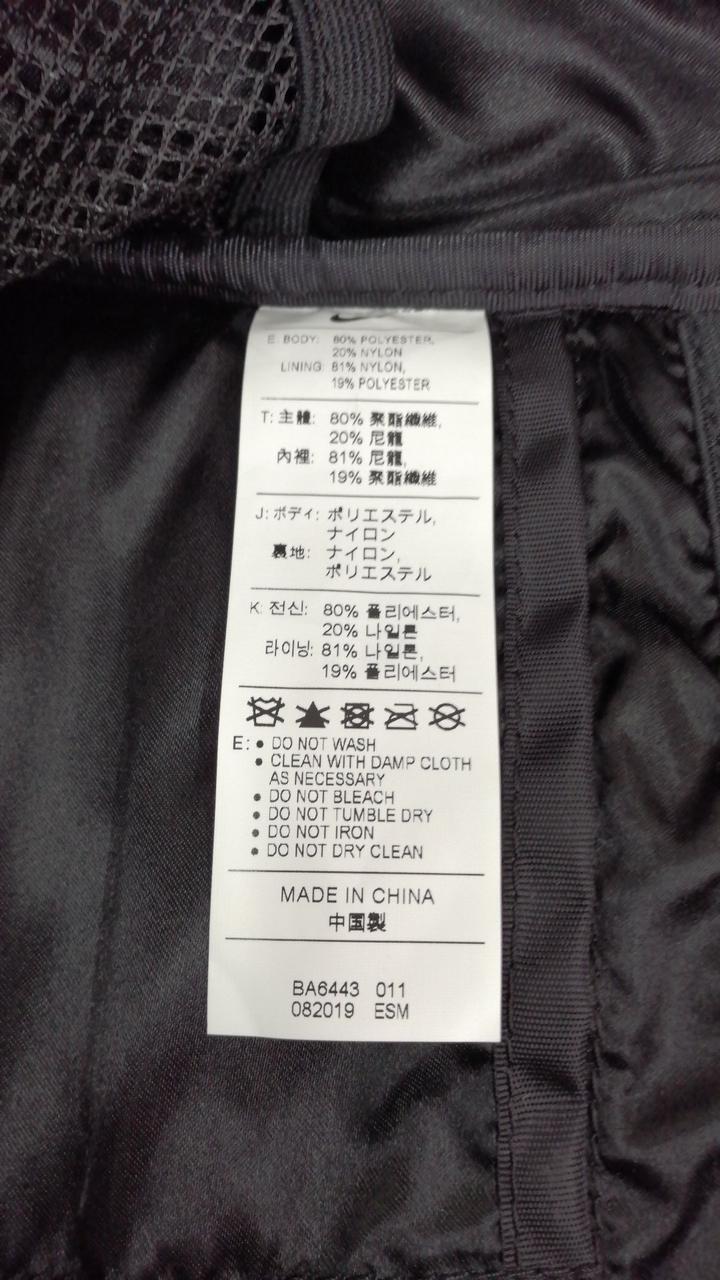 E: BODY: 80% POLYESTER,
20% NYLON
LINING: 81% NYLON,
19% POLYESTER
T: 主體: 80% 聚酯纖維,
20% 尼龍
內裡: 81% 尼龍,
19% 聚酯纖維
J: ボディ: ポリエステル,
ナイロン
裏地: ナイロン,
ポリエステル
K: 전신: 80% 폴리에스터,
20% 나일론
라이닝: 81% 나일론,
19% 폴리에스터
E: • DO NOT WASH
• CLEAN WITH DAMP CLOTH
AS NECESSARY
• DO NOT BLEACH
• DO NOT TUMBLE DRY
• DO NOT IRON
• DO NOT DRY CLEAN
MADE IN CHINA
中国製
BA6443 011
082019 ESM